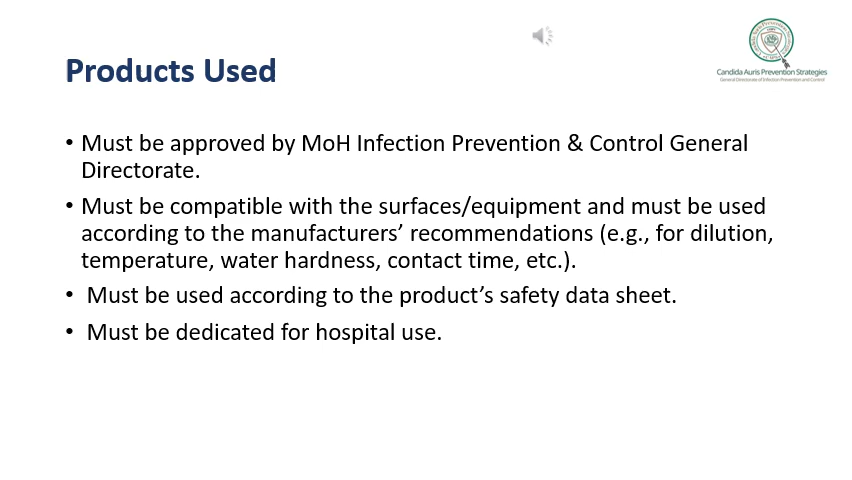 Candida Auris Prevention Strategies
General Directorate of Infection Prevention and Control
Products Used
• Must be approved by MoH Infection Prevention & Control General
Directorate.
• Must be compatible with the surfaces/equipment and must be used
according to the manufacturers’ recommendations (e.g., for dilution,
temperature, water hardness, contact time, etc.).
• Must be used according to the product’s safety data sheet.
• Must be dedicated for hospital use.